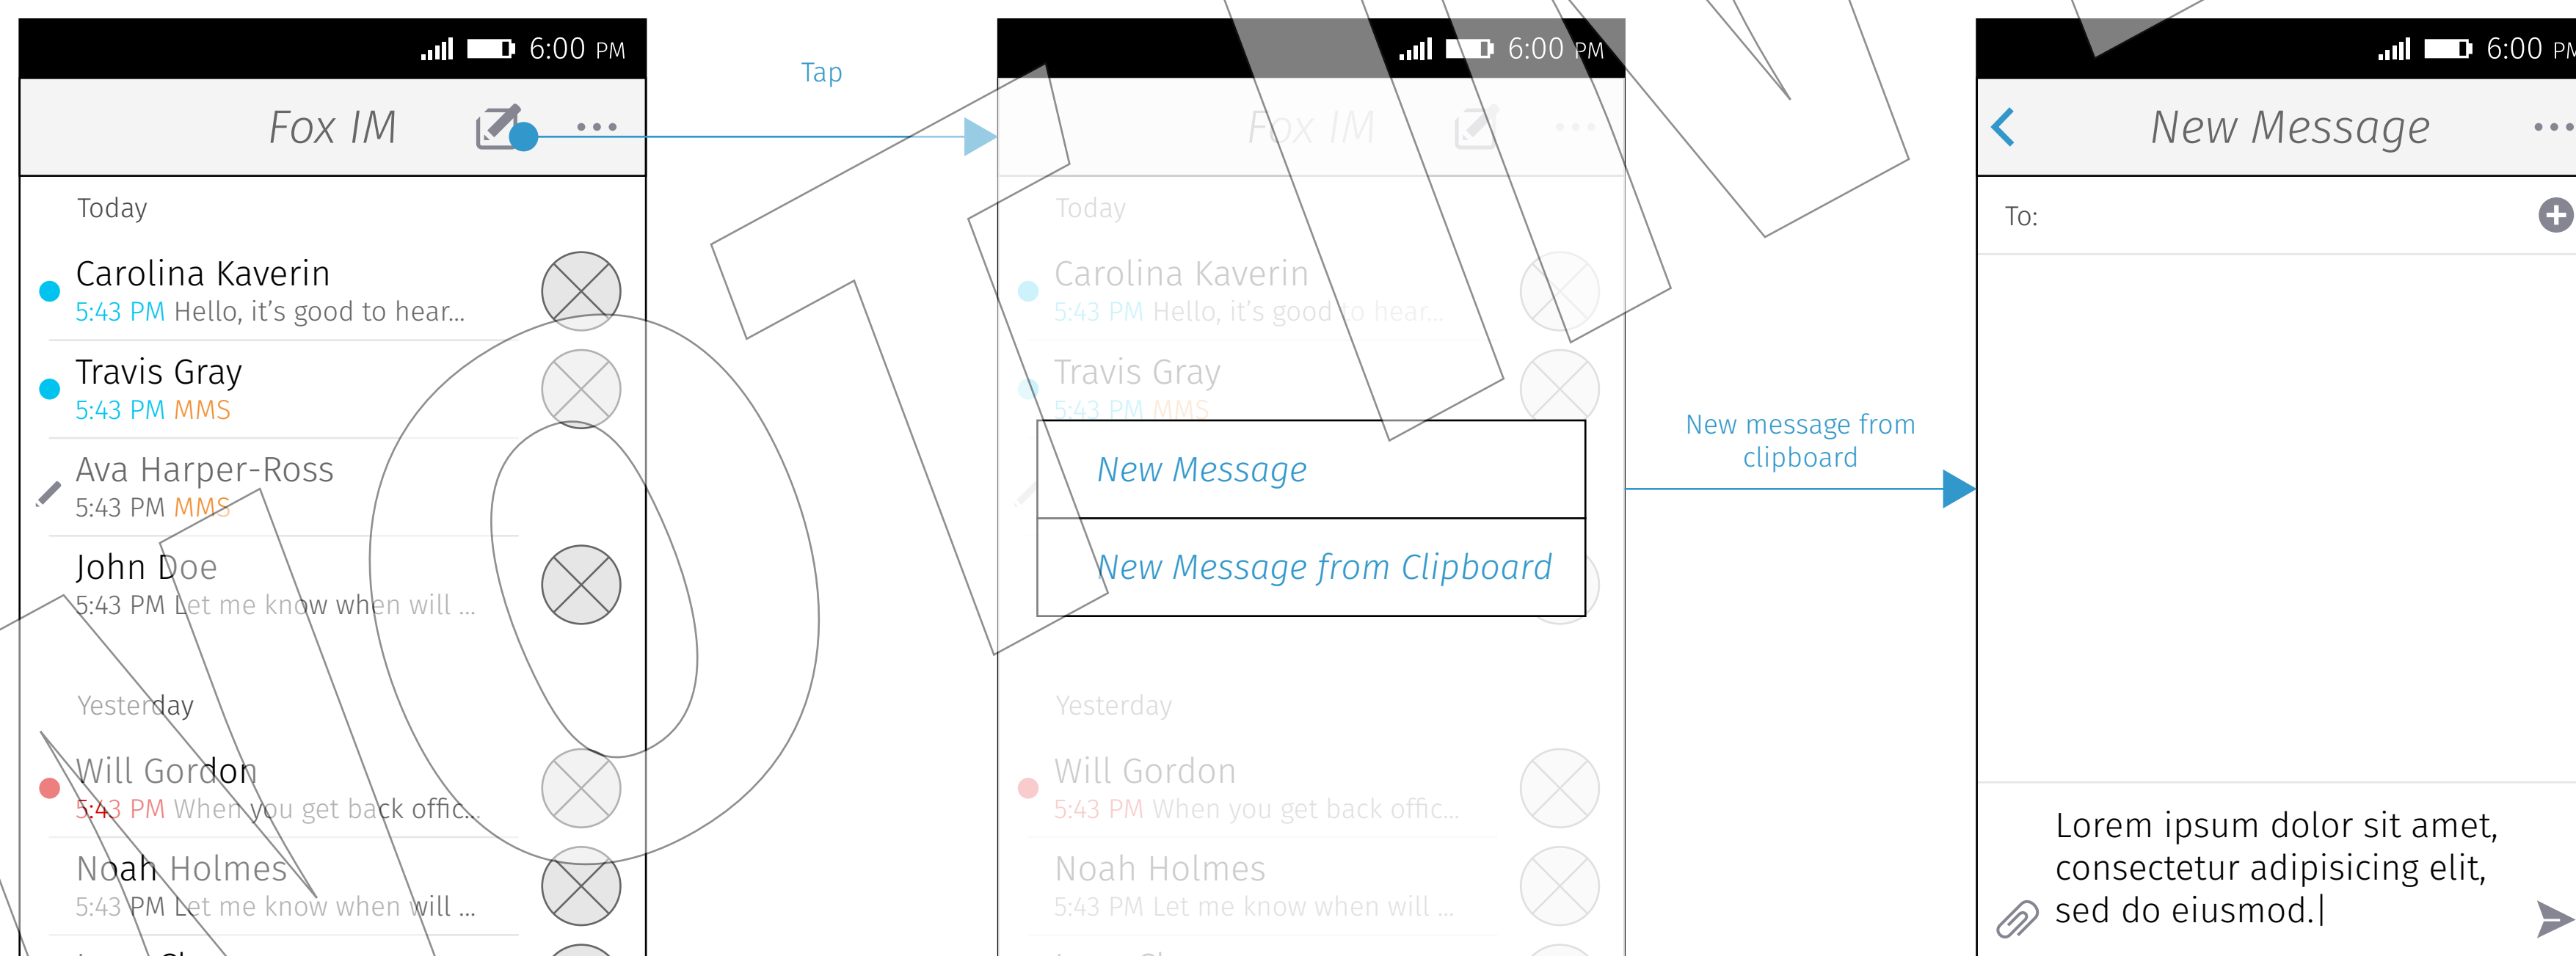 6:00 PM
Fox IM
Today
Carolina Kaverin
5:43 PM Hello, it's good to hear...
Travis Gray
5:43 PM MMS
Ava Harper-Ross
5:43 PM MMS
John Doe
5:43 PM Let me know when will ...
Yesterday
Will Gordon
5:43 PM When you get back offic...
Noah Holmes
5:43 PM Let me know when will ...
Tap
6:00 PM
Fox IM
Today
Carolina Kaverin
5:43 PM Hello, it's good to hear...
Travis Gray
5:43 PM MMS
New Message
New Message from Clipboard
Yesterday
Will Gordon
5:43 PM When you get back offic...
Noah Holmes
5:43 PM Let me know when will ...
New message from
clipboard
6:00 PM
New Message
To:
Lorem ipsum dolor sit amet,
consectetur adipisicing elit,
sed do eiusmod.